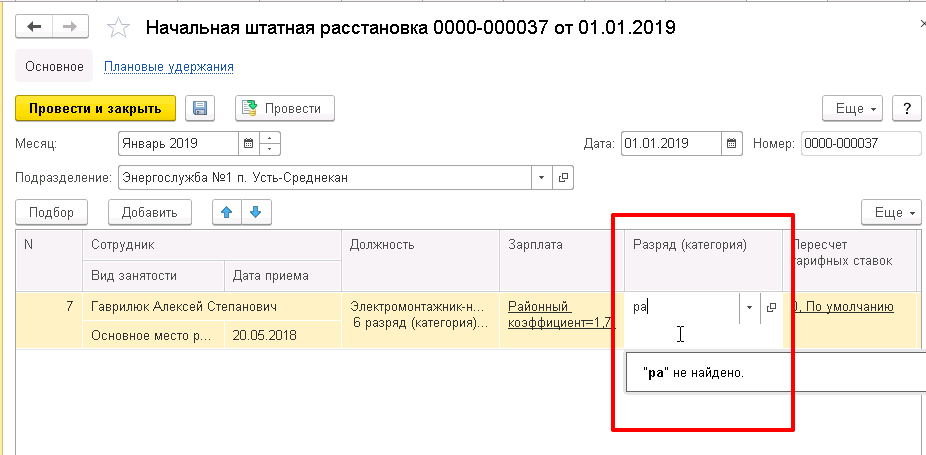 Начальная штатная расстановка 0000-000037 от 01.01.2019
Основное Плановые удержания
Провести и закрыть Провести Еще ?
Месяц: Январь 2019 Дата: 01.01.2019 Номер: 0000-000037
Подразделение: Энергослужба №1 п. Усть-Среднекан
Подбор Добавить Еще
N Сотрудник Должность Зарплата Разряд (категория) Пересчет
Вид занятости Дата приема тарифных ставок
7 Гаврилюк Алексей Степанович Электромонтажник-н... Районный ра 0, По умолчанию
6 разряд (категория)... коэффициент=1,7
Основное место р... 20.05.2018
"ра" не найдено.